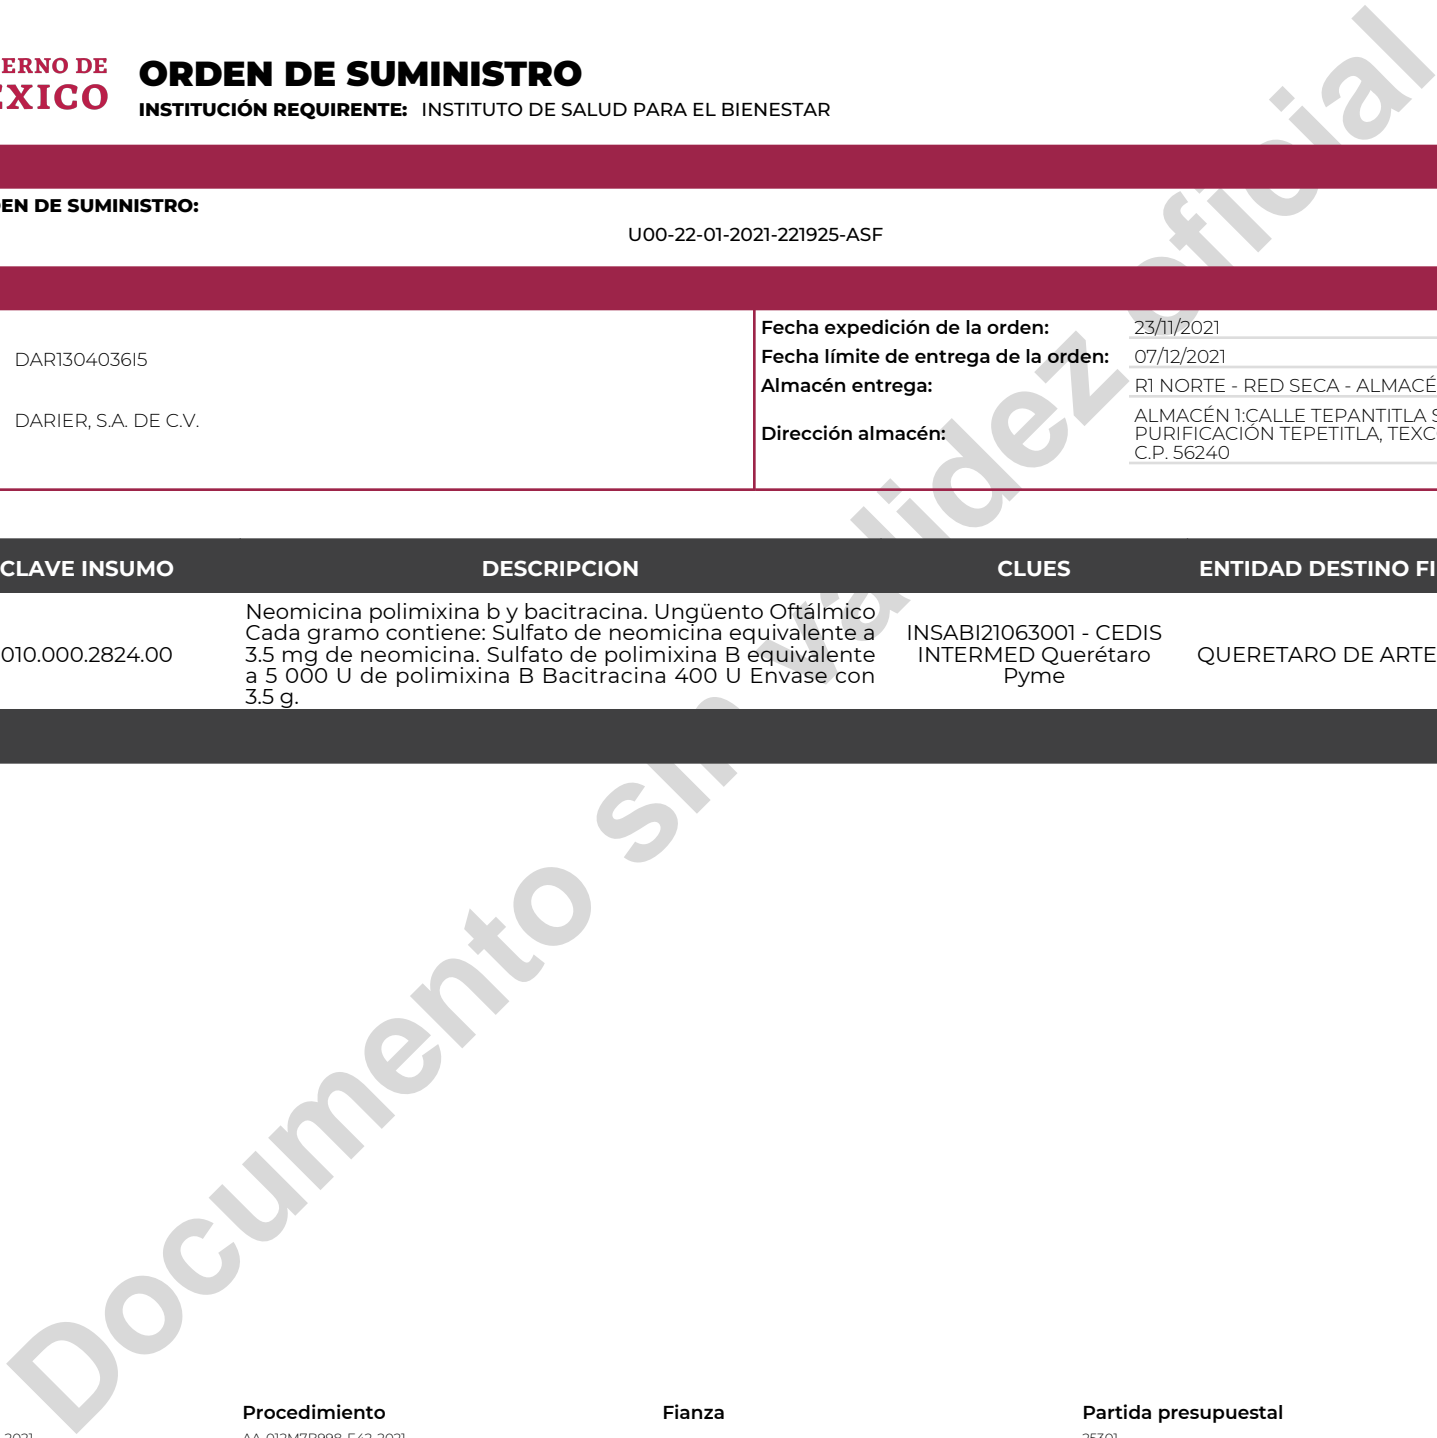 ERNO DE
ORDEN DE SUMINISTRO
INSTITUCIÓN REQUIRENTE: INSTITUTO DE SALUD PARA EL BIENESTAR
EN DE SUMINISTRO:
U00-22-01-2021-221925-ASF
DAR1304036I5
DARIER, S.A. DE C.V.
Fecha expedición de la orden: 23/11/2021
Fecha límite de entrega de la orden: 07/12/2021
Almacén entrega: R1 NORTE - RED SECA - ALMACÉ
Dirección almacén:
ALMACÉN 1:CALLE TEPANTITLA S
PURIFICACIÓN TEPETITLA, TEXC
C.P. 56240
CLAVE INSUMO DESCRIPCION CLUES ENTIDAD DESTINO FI
010.000.2824.00
Neomicina polimixina b y bacitracina. Ungüento Oftálmico
Cada gramo contiene: Sulfato de neomicina equivalente a
3.5 mg de neomicina. Sulfato de polimixina B equivalente
a 5 000 U de polimixina B Bacitracina 400 U Envase con
3.5 g.
INSABI21063001 - CEDIS
INTERMED Querétaro
Pyme
QUERETARO DE ARTE
Documento sin validez oficial
Procedimiento Fianza Partida presupuestal